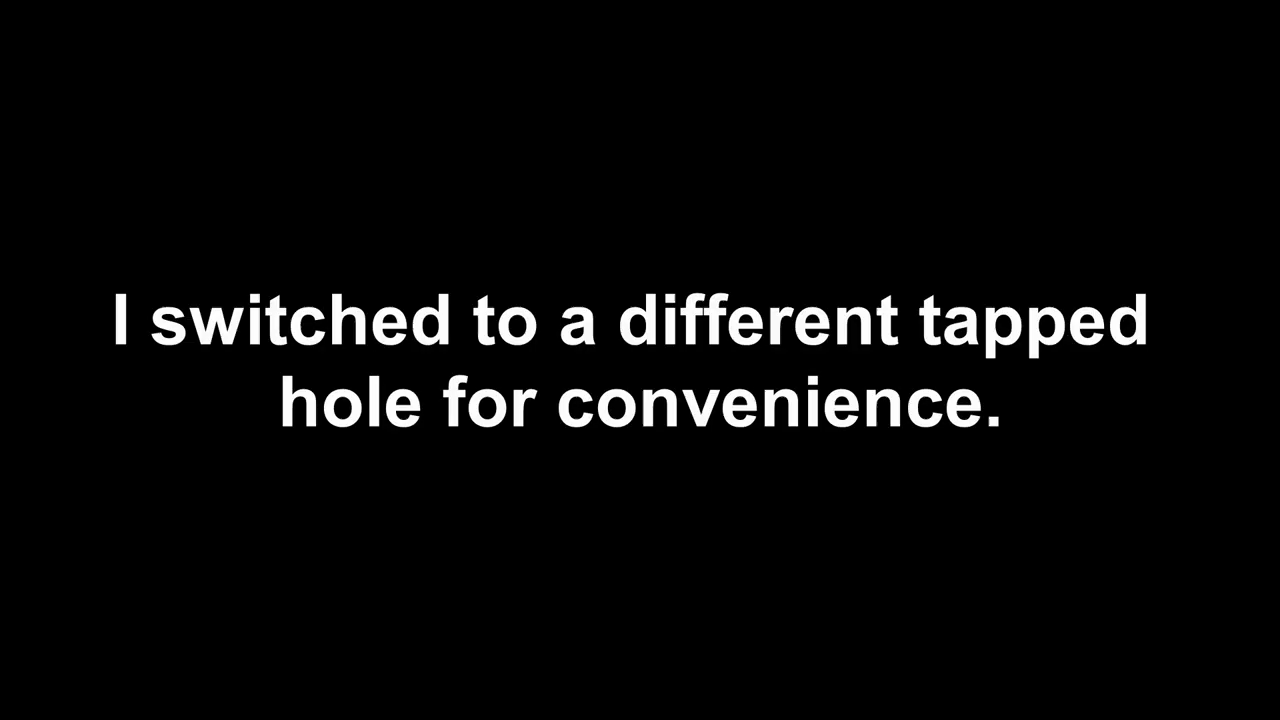 I switched to a different tapped
hole for convenience.